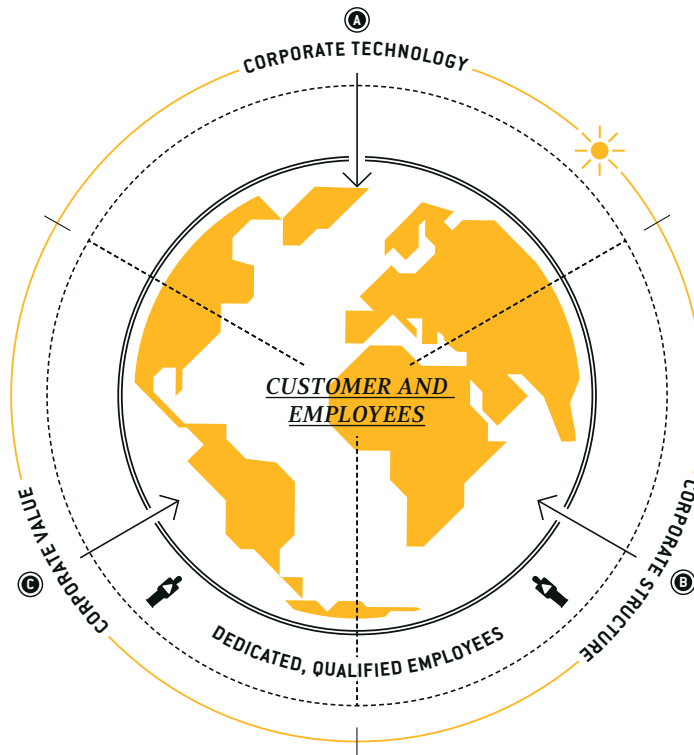 A
CORPORATE TECHNOLOGY
CUSTOMER AND
EMPLOYEES
C
CORPORATE VALUE
B
CORPORATE STRUCTURE
DEDICATED, QUALIFIED EMPLOYEES